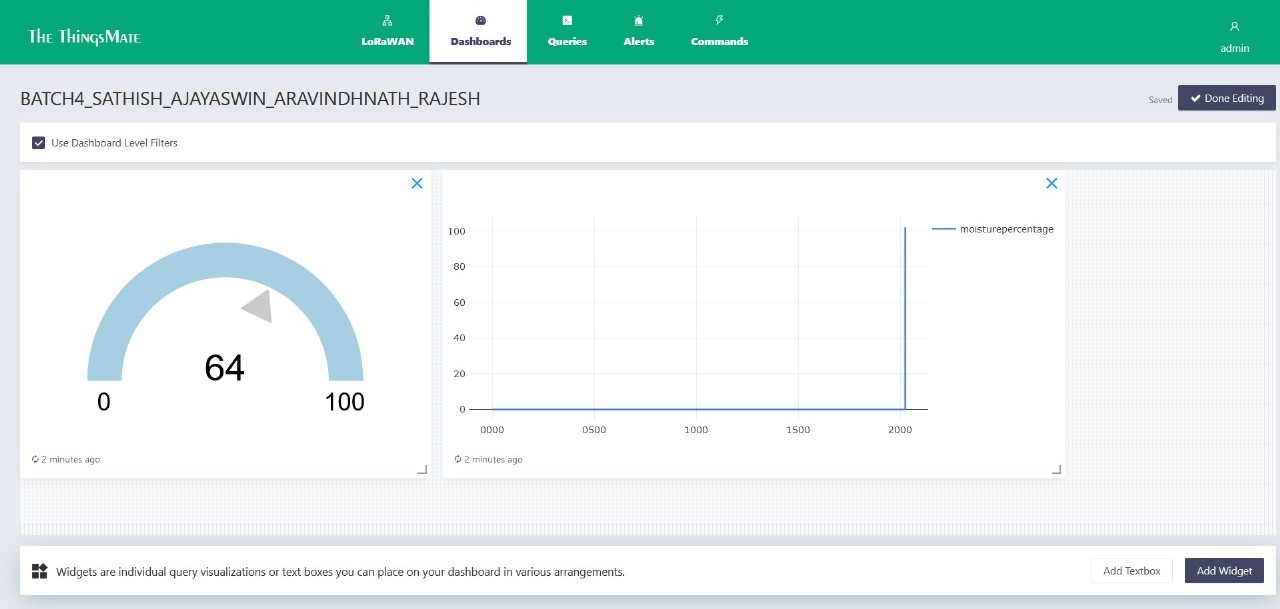 The ThingsMate
LoRaWAN
Dashboards
Queries
Alerts
Commands
admin
BATCH4_SATHISH_AJAYASWIN_ARAVINDHNATH_RAJESH
Saved
Done Editing
Use Dashboard Level Filters
64
0
100
2 minutes ago
100
80
60
40
20
0
0000
0500
1000
1500
2000
moisturepercentage
2 minutes ago
Widgets are individual query visualizations or text boxes you can place on your dashboard in various arrangements.
Add Textbox
Add Widget